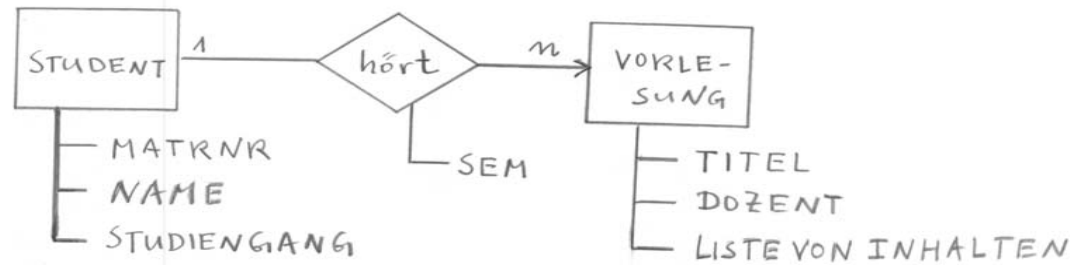 STUDENT
1
hört
n
VORLE-
SUNG
MATRNR
NAME
STUDIENGANG
SEM
TITEL
DOZENT
LISTE VON INHALTEN